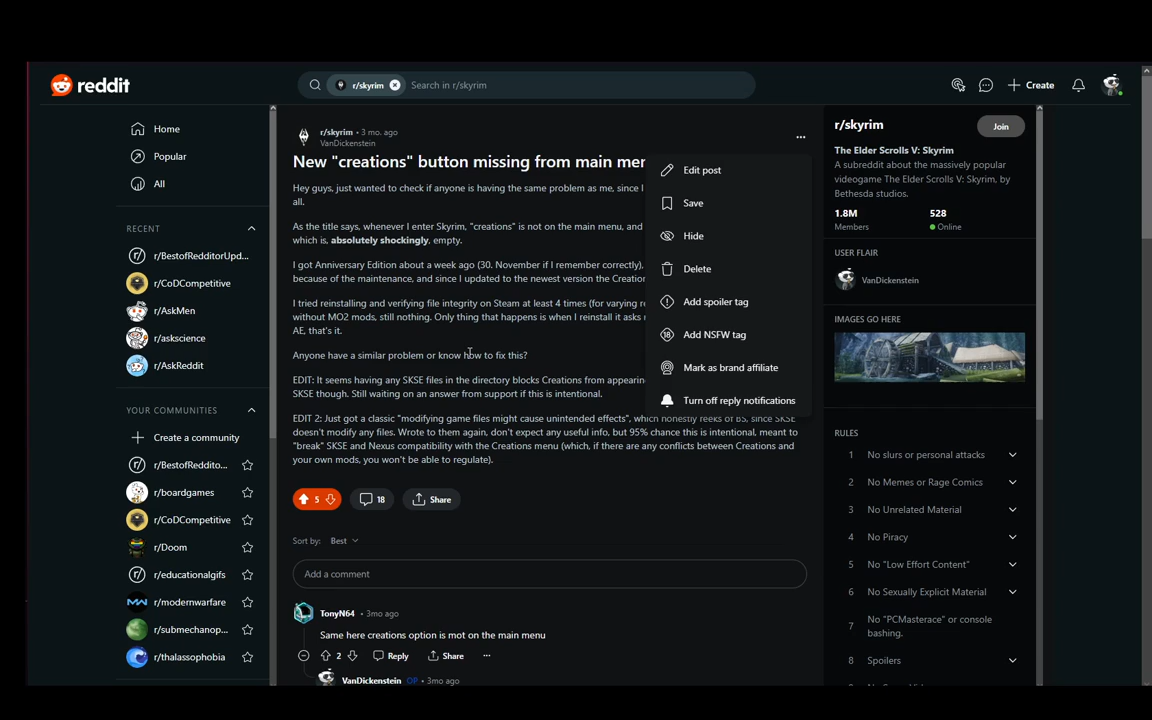 reddit
r/skyrim
Search in r/skyrim
Create
Home
Popular
All
RECENT
r/BestofRedditorUpd...
r/CoDCompetitive
r/AskMen
r/askscience
r/AskReddit
YOUR COMMUNITIES
Create a community
r/BestofReddito...
r/boardgames
r/CoDCompetitive
r/Doom
r/educationalgifs
r/modernwarfare
r/submechanop...
r/thalassophobia
r/skyrim • 3 mo. ago
VanDickenstein
New "creations" button missing from main mer
Hey guys, just wanted to check if anyone is having the same problem as me, since I
all.
As the title says, whenever I enter Skyrim, "creations" is not on the main menu, and
which is, absolutely shockingly, empty.
I got Anniversary Edition about a week ago (30. November if I remember correctly),
because of the maintenance, and since I updated to the newest version the Creation
I tried reinstalling and verifying file integrity on Steam at least 4 times (for varying re
without MO2 mods, still nothing. Only thing that happens is when I reinstall it asks
AE, that's it.
Anyone have a similar problem or know how to fix this?
EDIT: It seems having any SKSE files in the directory blocks Creations from appearin
SKSE though. Still waiting on an answer from support if this is intentional.
EDIT 2: Just got a classic "modifying game files might cause unintended effects", which honestly reeks of BS, since SKSE
doesn't modify any files. Wrote to them again, don't expect any useful info, but 95% chance this is intentional, meant to
"break" SKSE and Nexus compatibility with the Creations menu (which, if there are any conflicts between Creations and
your own mods, you won't be able to regulate).
Edit post
Save
Hide
Delete
Add spoiler tag
18 Add NSFW tag
Mark as brand affiliate
Turn off reply notifications
5
18
Share
Sort by: Best
Add a comment
TonyN64 • 3mo ago
Same here creations option is mot on the main menu
2 Reply Share
VanDickenstein OP • 3mo ago
r/skyrim
Join
The Elder Scrolls V: Skyrim
A subreddit about the massively popular
videogame The Elder Scrolls V: Skyrim, by
Bethesda studios.
1.8M 528
Members Online
USER FLAIR
VanDickenstein
IMAGES GO HERE
RULES
1 No slurs or personal attacks
2 No Memes or Rage Comics
3 No Unrelated Material
4 No Piracy
5 No "Low Effort Content"
6 No Sexually Explicit Material
7 No "PCMasterace" or console
bashing.
8 Spoilers